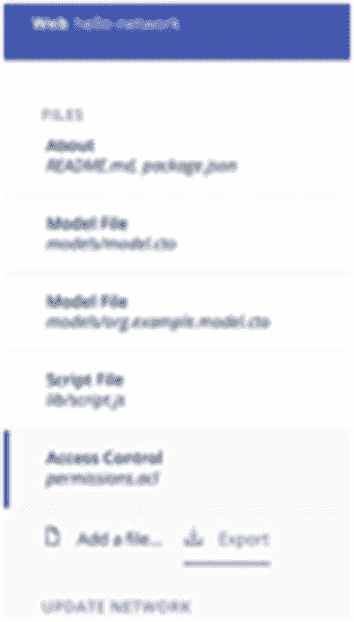 Web hello-network
FILES
About
README.md, package.json
Model File
models/model.cto
Model File
models/org.example.model.cto
Script File
lib/script.js
Access Control
permissions.acl
Add a file... Export
UPDATE NETWORK